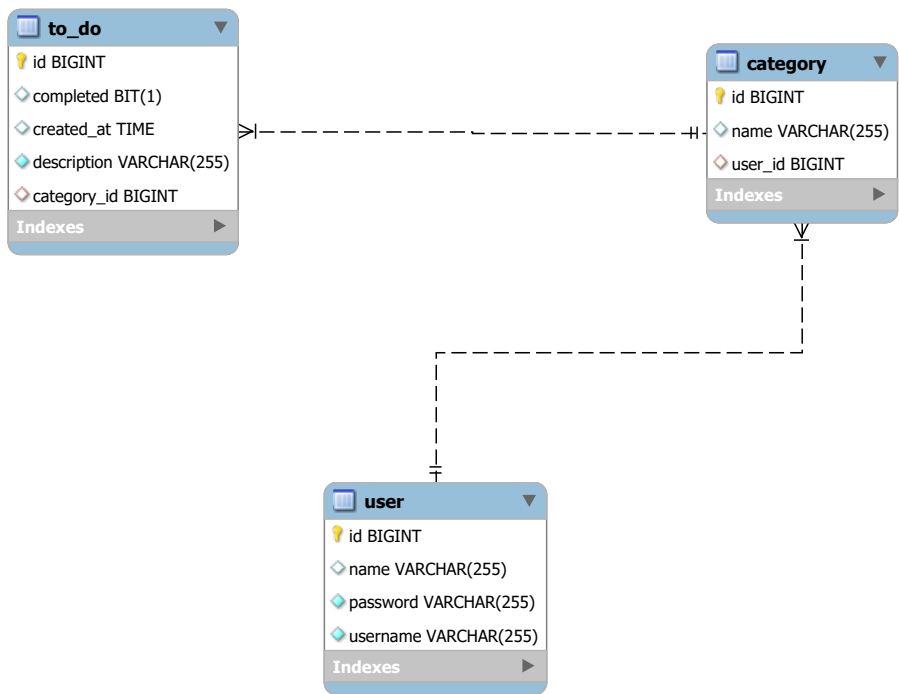 to_do
id BIGINT
completed BIT(1)
created_at TIME
description VARCHAR(255)
category_id BIGINT
Indexes
category
id BIGINT
name VARCHAR(255)
user_id BIGINT
Indexes
user
id BIGINT
name VARCHAR(255)
password VARCHAR(255)
username VARCHAR(255)
Indexes